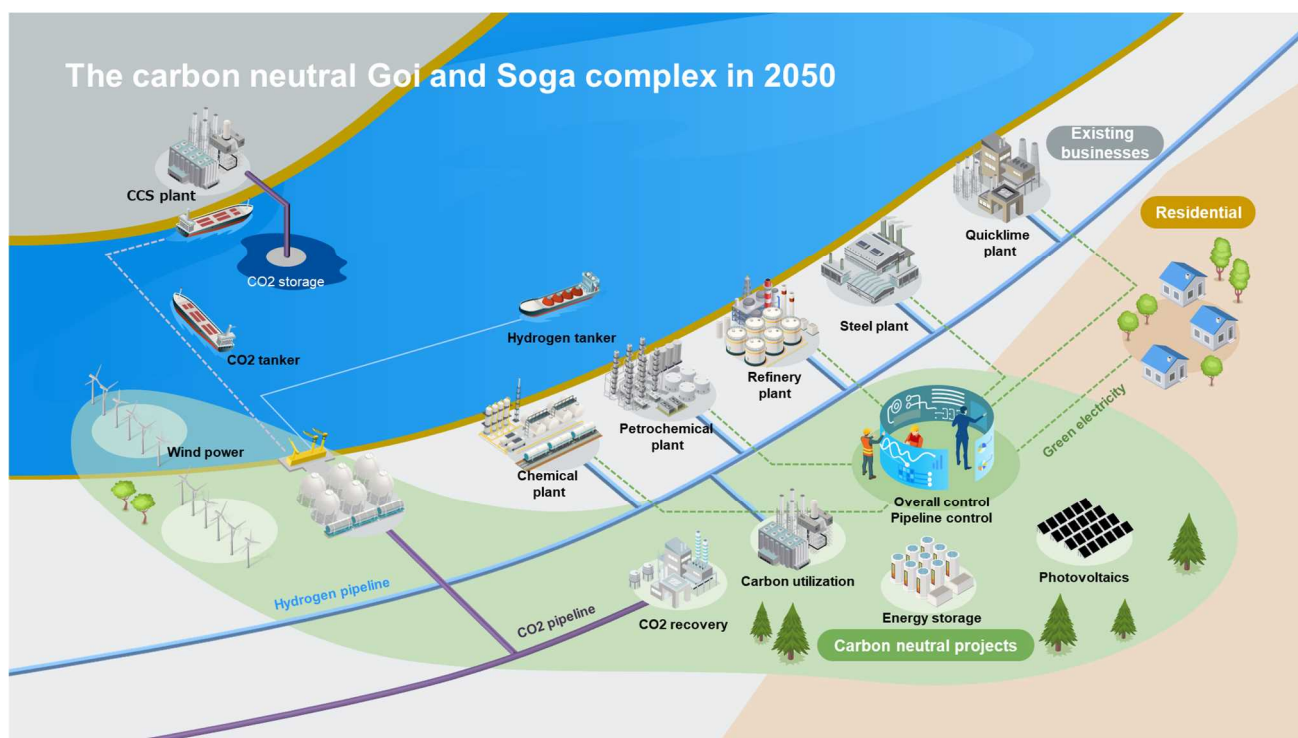 The carbon neutral Goi and Soga complex in 2050
CCS plant
CO2 storage
CO2 tanker
Hydrogen tanker
Existing
businesses
Residential
Quicklime
plant
Steel plant
Refinery
plant
Petrochemical
plant
Chemical
plant
Wind power
Green electricity
Overall control
Pipeline control
Hydrogen pipeline
CO2 pipeline
CO2 recovery
Carbon utilization
Energy storage
Photovoltaics
Carbon neutral projects